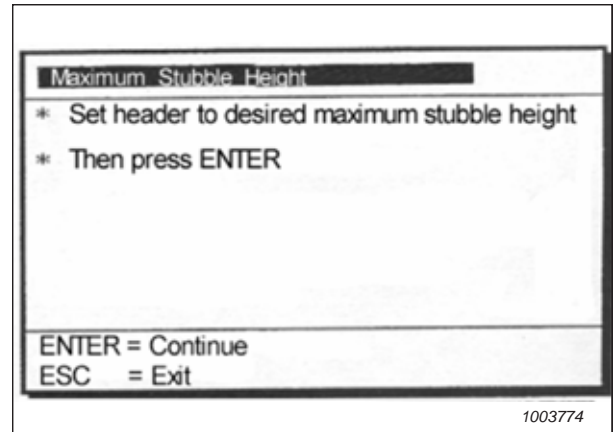 Maximum Stubble Height
* Set header to desired maximum stubble height
* Then press ENTER
ENTER = Continue
ESC = Exit
1003774